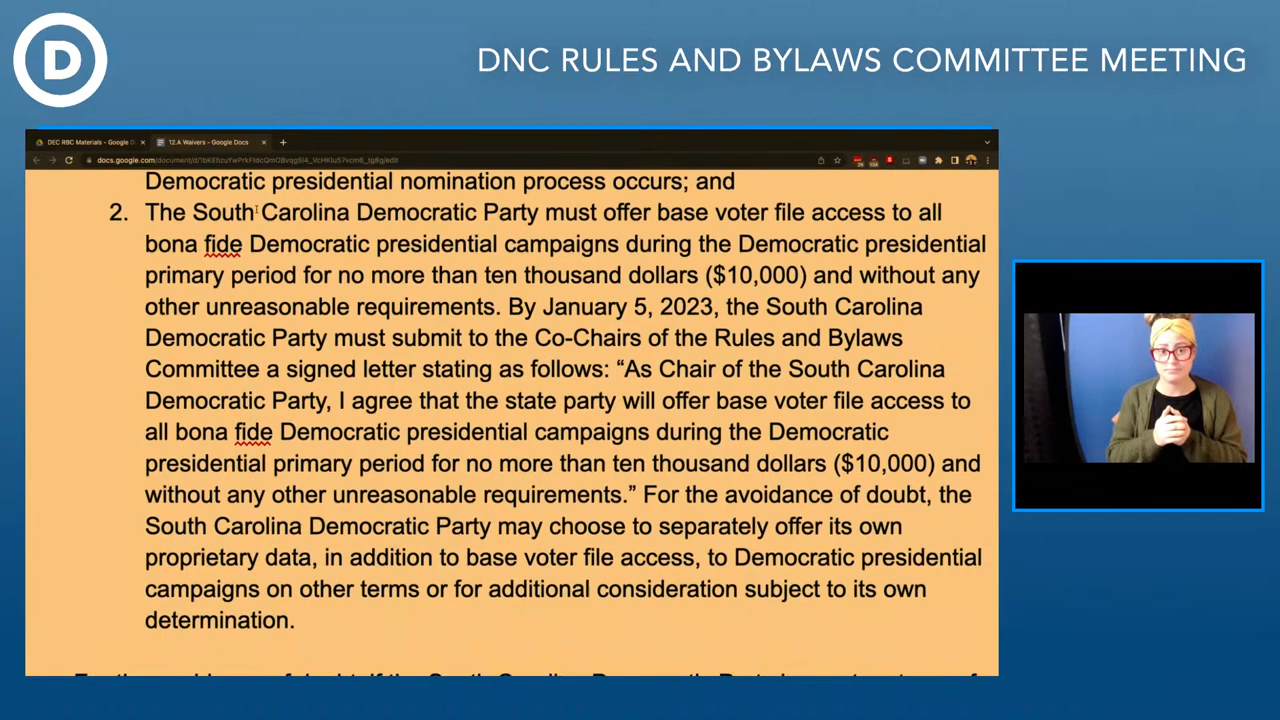 D
DNC RULES AND BYLAWS COMMITTEE MEETING
DEC RBC Materials - Google D
12.A Waivers - Google Docs
Democratic presidential nomination process occurs; and
2. The South Carolina Democratic Party must offer base voter file access to all
bona fide Democratic presidential campaigns during the Democratic presidential
primary period for no more than ten thousand dollars ($10,000) and without any
other unreasonable requirements. By January 5, 2023, the South Carolina
Democratic Party must submit to the Co-Chairs of the Rules and Bylaws
Committee a signed letter stating as follows: “As Chair of the South Carolina
Democratic Party, I agree that the state party will offer base voter file access to
all bona fide Democratic presidential campaigns during the Democratic
presidential primary period for no more than ten thousand dollars ($10,000) and
without any other unreasonable requirements.” For the avoidance of doubt, the
South Carolina Democratic Party may choose to separately offer its own
proprietary data, in addition to base voter file access, to Democratic presidential
campaigns on other terms or for additional consideration subject to its own
determination.